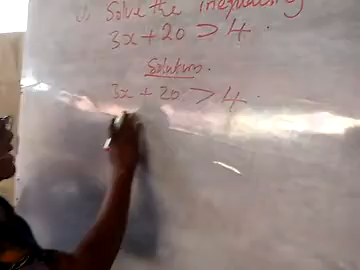 Solve the inequality
3x + 20 > 4.
Solution.
3x + 20 > 4.